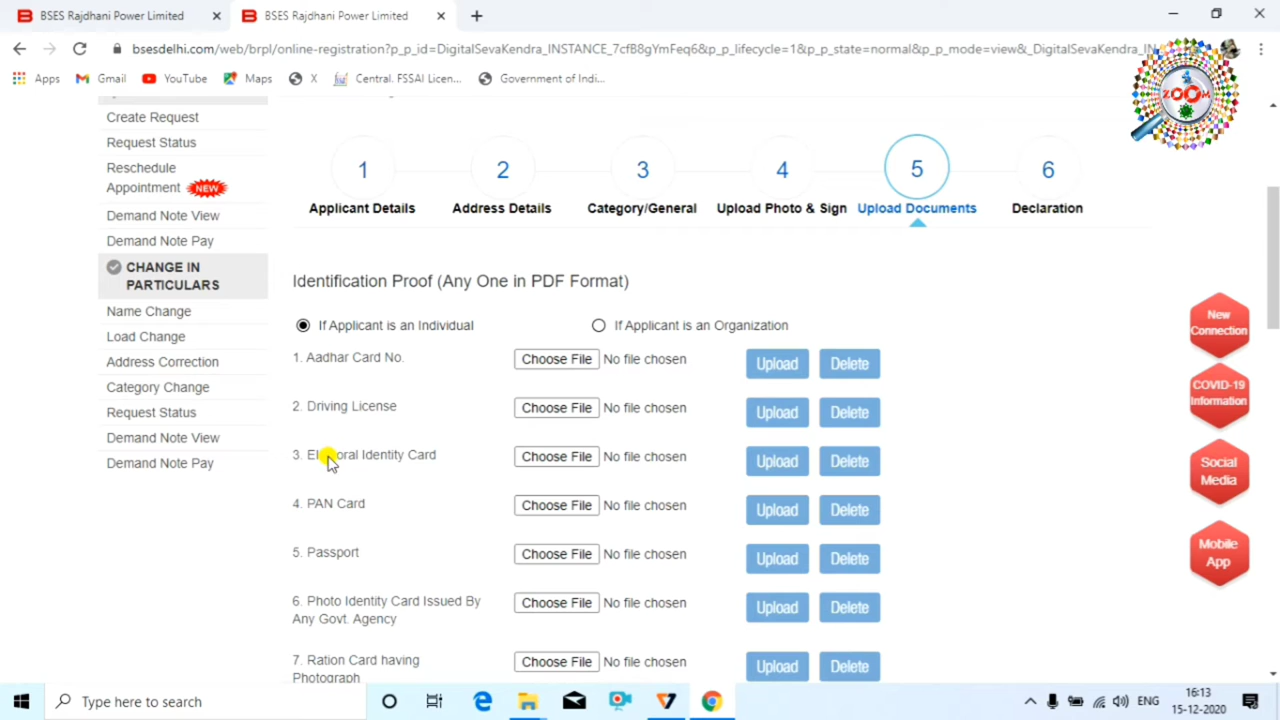 BSES Rajdhani Power Limited
BSES Rajdhani Power Limited
bsesdelhi.com/web/brpl/online-registration?p_p_id=DigitalSevaKendra_INSTANCE_7cfB8gYmFeq6&p_p_lifecycle=1&p_p_state=normal&p_p_mode=view&_DigitalSevaKendra_IN
Apps
Gmail
YouTube
Maps
X
Central. FSSAI Licen...
Government of Indi...
ZOOM
Create Request
Request Status
Reschedule
Appointment NEW
Demand Note View
Demand Note Pay
CHANGE IN
PARTICULARS
Name Change
Load Change
Address Correction
Category Change
Request Status
Demand Note View
Demand Note Pay
1
2
3
4
5
6
Applicant Details
Address Details
Category/General
Upload Photo & Sign
Upload Documents
Declaration
Identification Proof (Any One in PDF Format)
If Applicant is an Individual
If Applicant is an Organization
1. Aadhar Card No.
Choose File No file chosen
Upload
Delete
2. Driving License
Choose File No file chosen
Upload
Delete
3. Electoral Identity Card
Choose File No file chosen
Upload
Delete
4. PAN Card
Choose File No file chosen
Upload
Delete
5. Passport
Choose File No file chosen
Upload
Delete
6. Photo Identity Card Issued By
Any Govt. Agency
Choose File No file chosen
Upload
Delete
7. Ration Card having
Photograph
Choose File No file chosen
Upload
Delete
New
Connection
COVID-19
Information
Social
Media
Mobile
App
Type here to search
ENG
16:13
15-12-2020